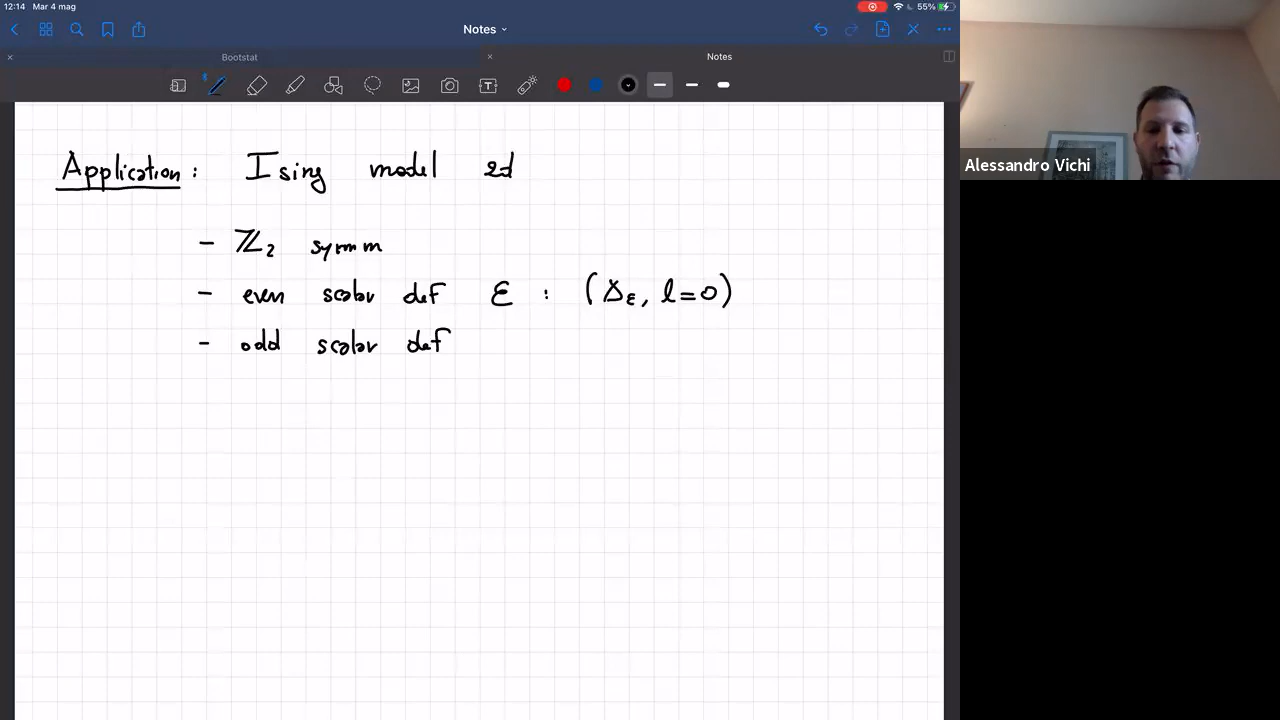 12:14 Mar 4 mag 55%
Notes
Bootstat Notes
Alessandro Vichi
Application: Ising model 2d
- ℤ₂ symm
- even scalar def ε : (Δ_ε, l=0)
- odd scalar def